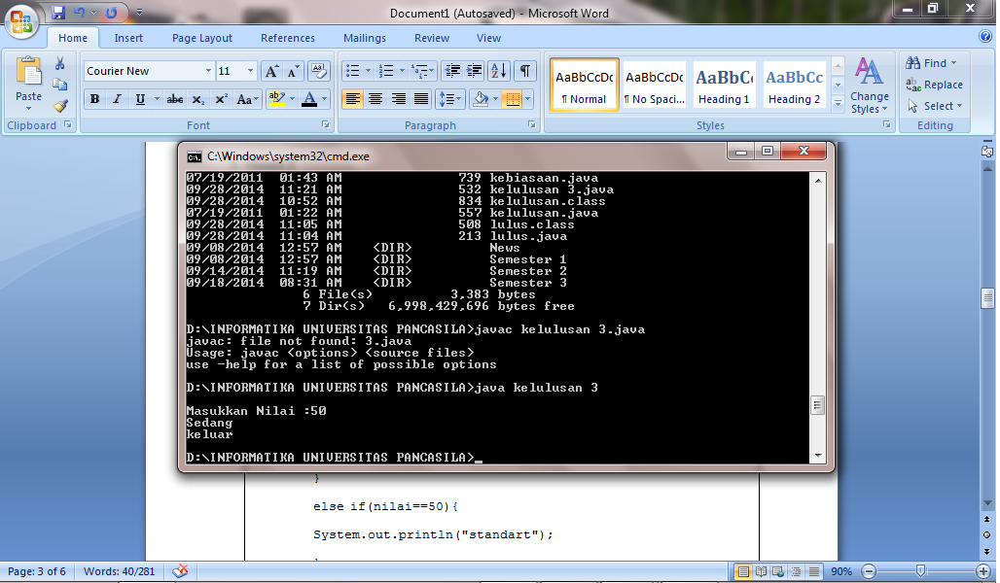 Document1 (Autosaved) - Microsoft Word
Home Insert Page Layout References Mailings Review View
Paste
Clipboard
Courier New 11
B I U abc X₂ X² Aa
ab A
Font
Paragraph
AaBbCcDc AaBbCcDc AaBbC AaBbCc
¶ Normal ¶ No Spaci... Heading 1 Heading 2
Change Styles
Styles
Find
Replace
Select
Editing
C:\Windows\system32\cmd.exe
07/19/2011 01:43 AM 739 kebiasaan.java
09/28/2014 11:21 AM 532 kelulusan 3.java
09/28/2014 10:52 AM 834 kelulusan.class
07/19/2011 01:22 AM 557 kelulusan.java
09/28/2014 11:05 AM 508 lulus.class
09/28/2014 11:04 AM 213 lulus.java
09/08/2014 12:57 AM <DIR> News
09/08/2014 12:57 AM <DIR> Semester 1
09/14/2014 11:19 AM <DIR> Semester 2
09/18/2014 08:31 AM <DIR> Semester 3
6 File(s) 3,383 bytes
7 Dir(s) 6,998,429,696 bytes free
D:\INFORMATIKA UNIVERSITAS PANCASILA>javac kelulusan 3.java
javac: file not found: 3.java
Usage: javac <options> <source files>
use -help for a list of possible options
D:\INFORMATIKA UNIVERSITAS PANCASILA>java kelulusan 3
Masukkan Nilai :50
Sedang
keluar
D:\INFORMATIKA UNIVERSITAS PANCASILA>_
}
else if(nilai==50){
System.out.println("standart");
Page: 3 of 6 Words: 40/281 90%